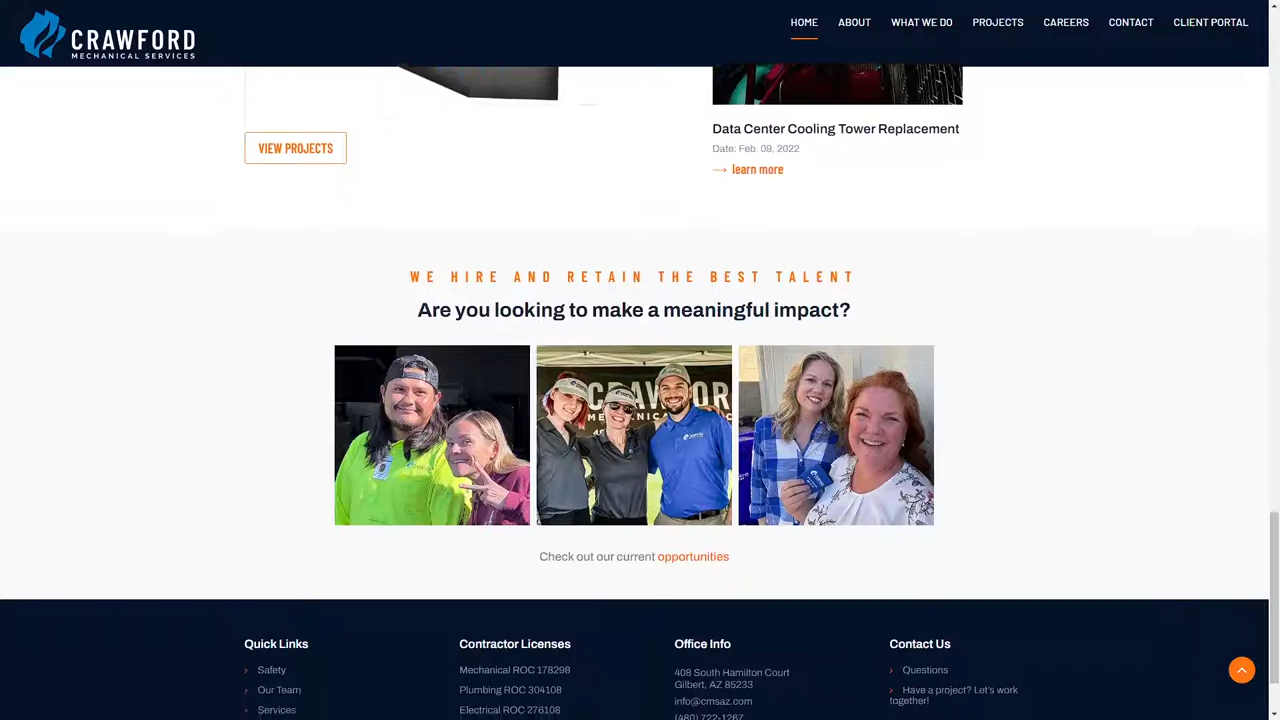 CRAWFORD
MECHANICAL SERVICES
HOME ABOUT WHAT WE DO PROJECTS CAREERS CONTACT CLIENT PORTAL
VIEW PROJECTS
Data Center Cooling Tower Replacement
Date: Feb. 09, 2022
learn more
WE HIRE AND RETAIN THE BEST TALENT
Are you looking to make a meaningful impact?
CRAWFORD
Check out our current opportunities
Quick Links
Safety
Our Team
Services
Contractor Licenses
Mechanical ROC 178298
Plumbing ROC 304108
Electrical ROC 276108
Office Info
408 South Hamilton Court
Gilbert, AZ 85233
info@cmsaz.com
(480) 722-1267
Contact Us
Questions
Have a project? Let's work
together!